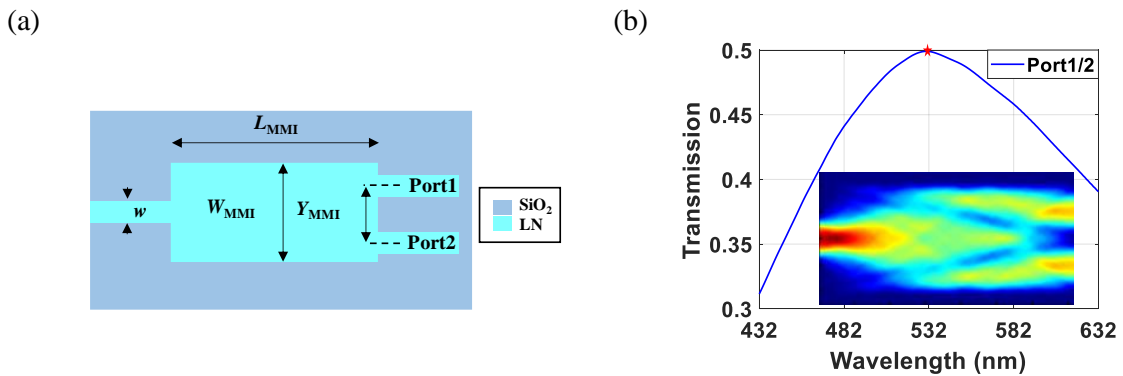 (a)
L_MMI
w
W_MMI
Y_MMI
Port1
Port2
SiO₂
LN
(b)
Port1/2
Transmission
0.5
0.45
0.4
0.35
0.3
432 482 532 582 632
Wavelength (nm)